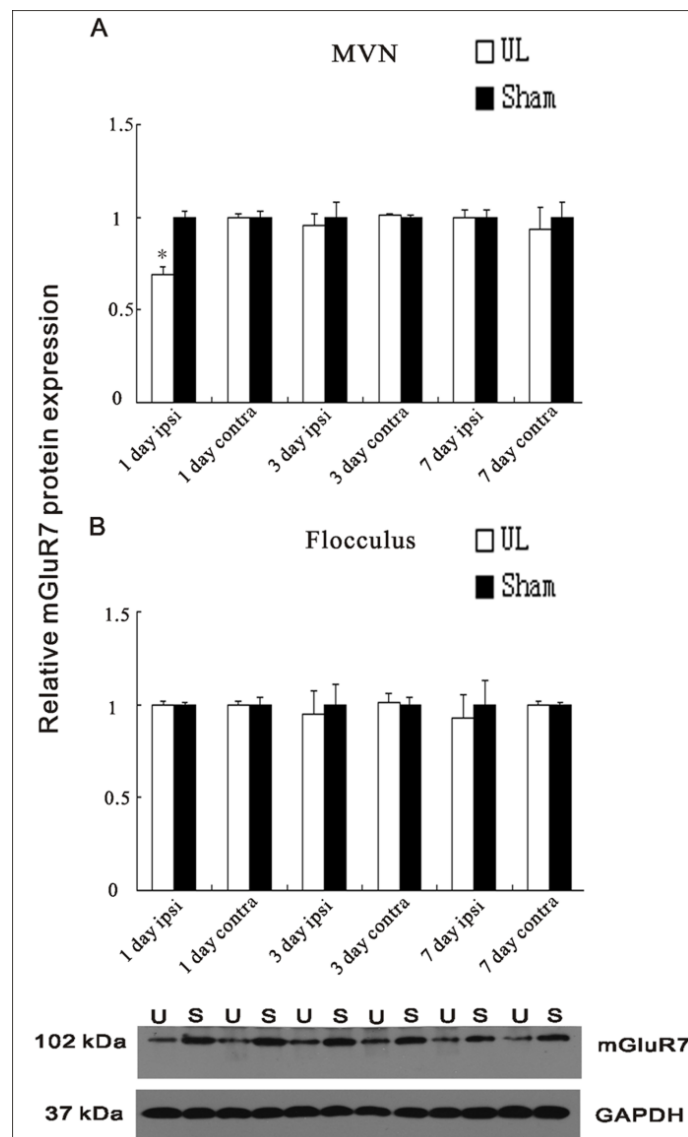 A
MVN
UL
Sham
Relative mGluR7 protein expression
1.5
1
0.5
0
*
1 day ipsi
1 day contra
3 day ipsi
3 day contra
7 day ipsi
7 day contra
B
Flocculus
UL
Sham
1.5
1
0.5
0
1 day ipsi
1 day contra
3 day ipsi
3 day contra
7 day ipsi
7 day contra
U S U S U S U S U S U S
102 kDa mGluR7
37 kDa GAPDH